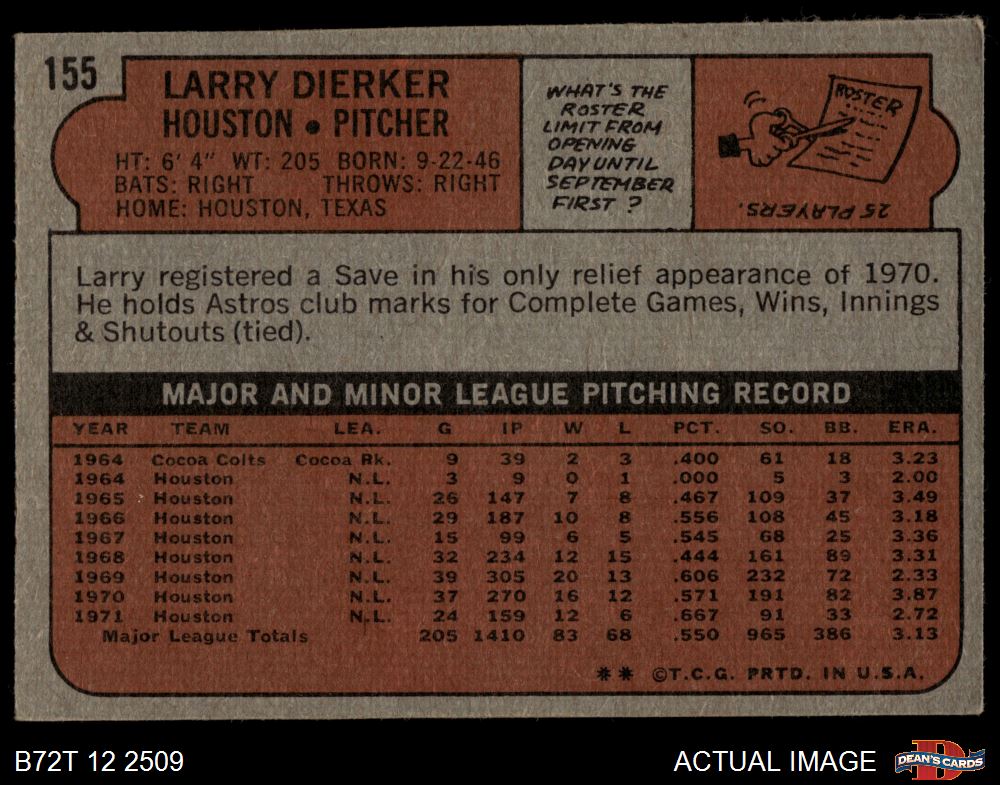 155
LARRY DIERKER
HOUSTON • PITCHER
HT: 6' 4" WT: 205 BORN: 9-22-46
BATS: RIGHT THROWS: RIGHT
HOME: HOUSTON, TEXAS
WHAT'S THE
ROSTER
LIMIT FROM
OPENING
DAY UNTIL
SEPTEMBER
FIRST ?
ROSTER
25 PLAYERS.
Larry registered a Save in his only relief appearance of 1970.
He holds Astros club marks for Complete Games, Wins, Innings
& Shutouts (tied).
MAJOR AND MINOR LEAGUE PITCHING RECORD
YEAR TEAM LEA. G IP W L PCT. SO. BB. ERA.
1964 Cocoa Colts Cocoa Rk. 9 39 2 3 .400 61 18 3.23
1964 Houston N.L. 3 9 0 1 .000 5 3 2.00
1965 Houston N.L. 26 147 7 8 .467 109 37 3.49
1966 Houston N.L. 29 187 10 8 .556 108 45 3.18
1967 Houston N.L. 15 99 6 5 .545 68 25 3.36
1968 Houston N.L. 32 234 12 15 .444 161 89 3.31
1969 Houston N.L. 39 305 20 13 .606 232 72 2.33
1970 Houston N.L. 37 270 16 12 .571 191 82 3.87
1971 Houston N.L. 24 159 12 6 .667 91 33 2.72
Major League Totals 205 1410 83 68 .550 965 386 3.13
** ©T.C.G. PRTD. IN U.S.A.
B72T 12 2509
ACTUAL IMAGE
DEAN'S CARDS